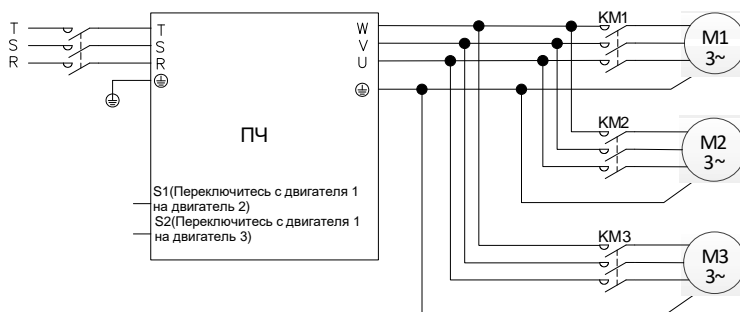 T
S
R
T
S
R
W
V
U
ПЧ
S1(Переключитесь с двигателя 1
на двигатель 2)
S2(Переключитесь с двигателя 1
на двигатель 3)
KM1
M1
3~
KM2
M2
3~
KM3
M3
3~